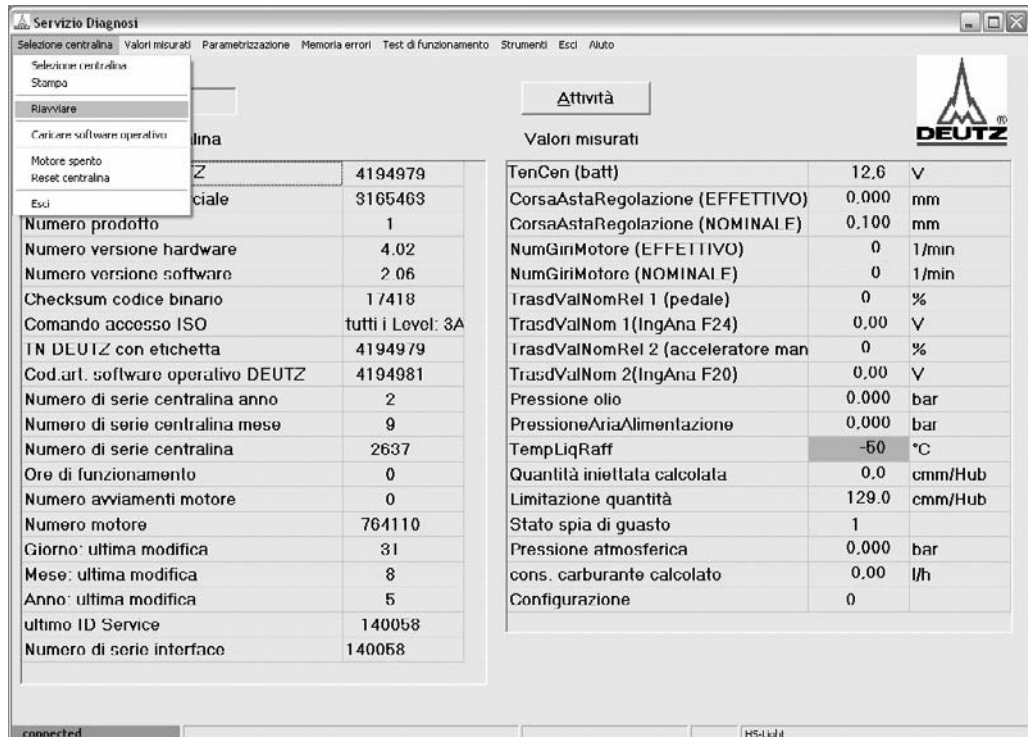 Servizio Diagnosi
Selezione centralina Valori misurati Parametrizzazione Memoria errori Test di funzionamento Strumenti Esci Aiuto
Selezione centralina
Stampa
Riavviare
Caricare software operativo
Motore spento
Reset centralina
Esci
Attività
DEUTZ
lina
Valori misurati
Z 4194979
ciale 3165463
Numero prodotto 1
Numero versione hardware 4.02
Numero versione software 2.06
Checksum codice binario 17418
Comando accesso ISO tutti i Level: 3A
TN DEUTZ con etichetta 4194979
Cod.art. software operativo DEUTZ 4194981
Numero di serie centralina anno 2
Numero di serie centralina mese 9
Numero di serie centralina 2637
Ore di funzionamento 0
Numero avviamenti motore 0
Numero motore 764110
Giorno: ultima modifica 31
Mese: ultima modifica 8
Anno: ultima modifica 5
ultimo ID Service 140058
Numero di serie interface 140058
TenCen (batt) 12,6 V
CorsaAstaRegolazione (EFFETTIVO) 0,000 mm
CorsaAstaRegolazione (NOMINALE) 0,100 mm
NumGiriMotore (EFFETTIVO) 0 1/min
NumGiriMotore (NOMINALE) 0 1/min
TrasdValNomRel 1 (pedale) 0 %
TrasdValNom 1(IngAna F24) 0,00 V
TrasdValNomRel 2 (acceleratore man 0 %
TrasdValNom 2(IngAna F20) 0,00 V
Pressione olio 0.000 bar
PressioneAriaAlimentazione 0,000 bar
TempLiqRaff -50 °C
Quantità iniettata calcolata 0,0 cmm/Hub
Limitazione quantità 129.0 cmm/Hub
Stato spia di guasto 1
Pressione atmosferica 0,000 bar
cons. carburante calcolato 0,00 l/h
Configurazione 0
connected HS-Light